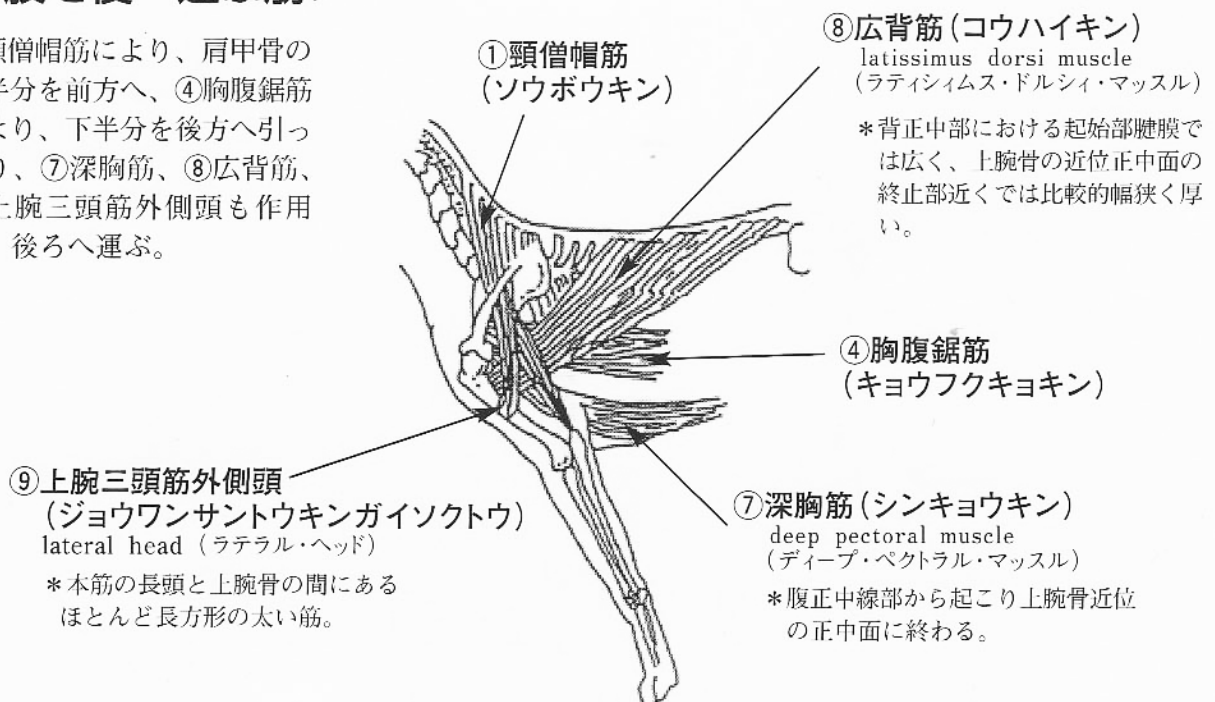 頸僧帽筋により、肩甲骨の
半分を前方へ、④胸腹鋸筋
より、下半分を後方へ引っ
り、⑦深胸筋、⑧広背筋、
上腕三頭筋外側頭も作用
後ろへ運ぶ。
①頸僧帽筋
(ソウボウキン)
⑧広背筋(コウハイキン)
latissimus dorsi muscle
(ラティシィムス・ドルシィ・マッスル)
*背正中部における起始部腱膜で
は広く、上腕骨の近位正中面の
終止部近くでは比較的幅狭く厚
い。
④胸腹鋸筋
(キョウフクキョキン)
⑨上腕三頭筋外側頭
(ジョウワンサントウキンガイソクトウ)
lateral head (ラテラル・ヘッド)
*本筋の長頭と上腕骨の間にある
ほとんど長方形の太い筋。
⑦深胸筋(シンキョウキン)
deep pectoral muscle
(ディープ・ペクトラル・マッスル)
*腹正中線部から起こり上腕骨近位
の正中面に終わる。